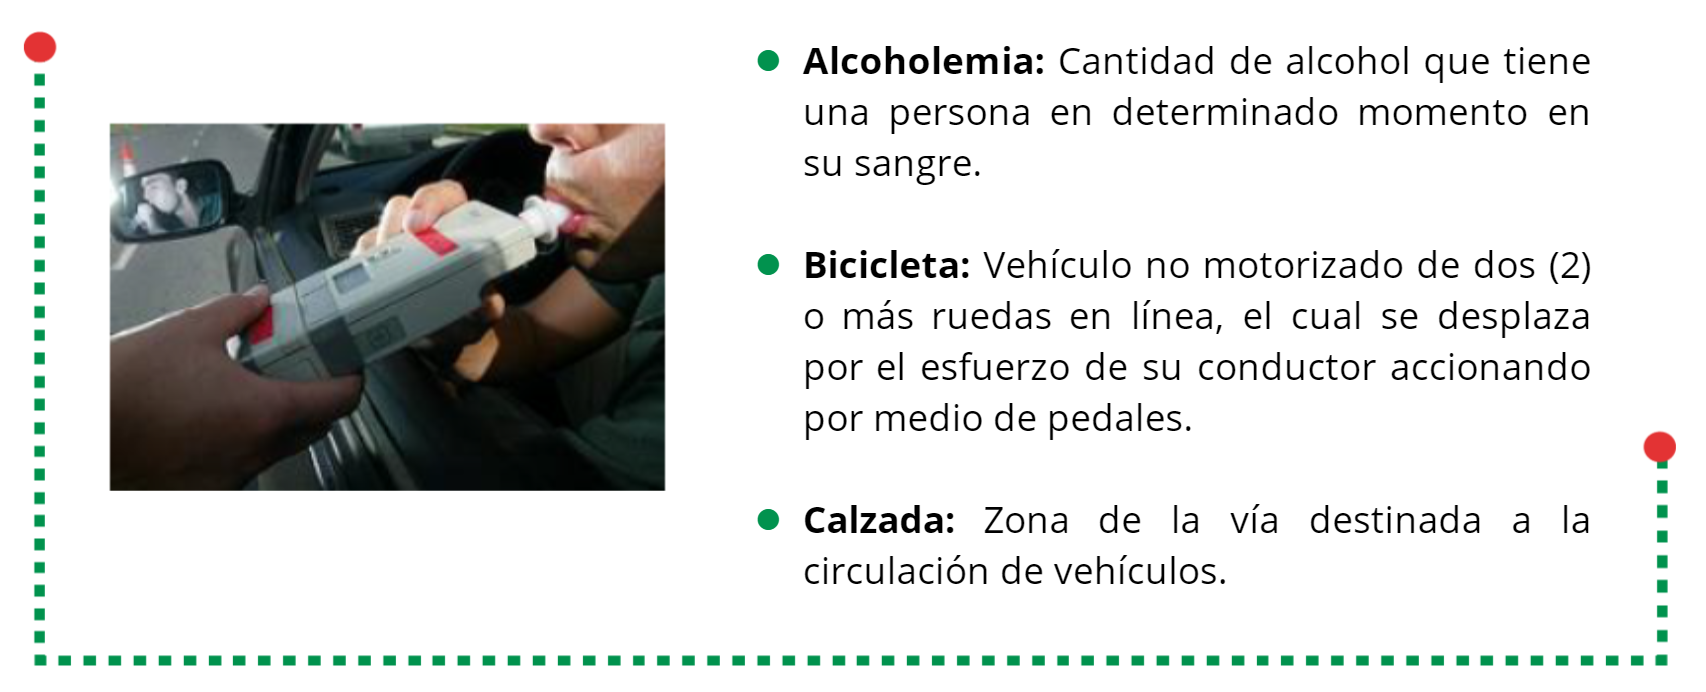 Alcoholemia: Cantidad de alcohol que tiene
una persona en determinado momento en
su sangre.
Bicicleta: Vehículo no motorizado de dos (2)
o más ruedas en línea, el cual se desplaza
por el esfuerzo de su conductor accionando
por medio de pedales.
Calzada: Zona de la vía destinada a la
circulación de vehículos.